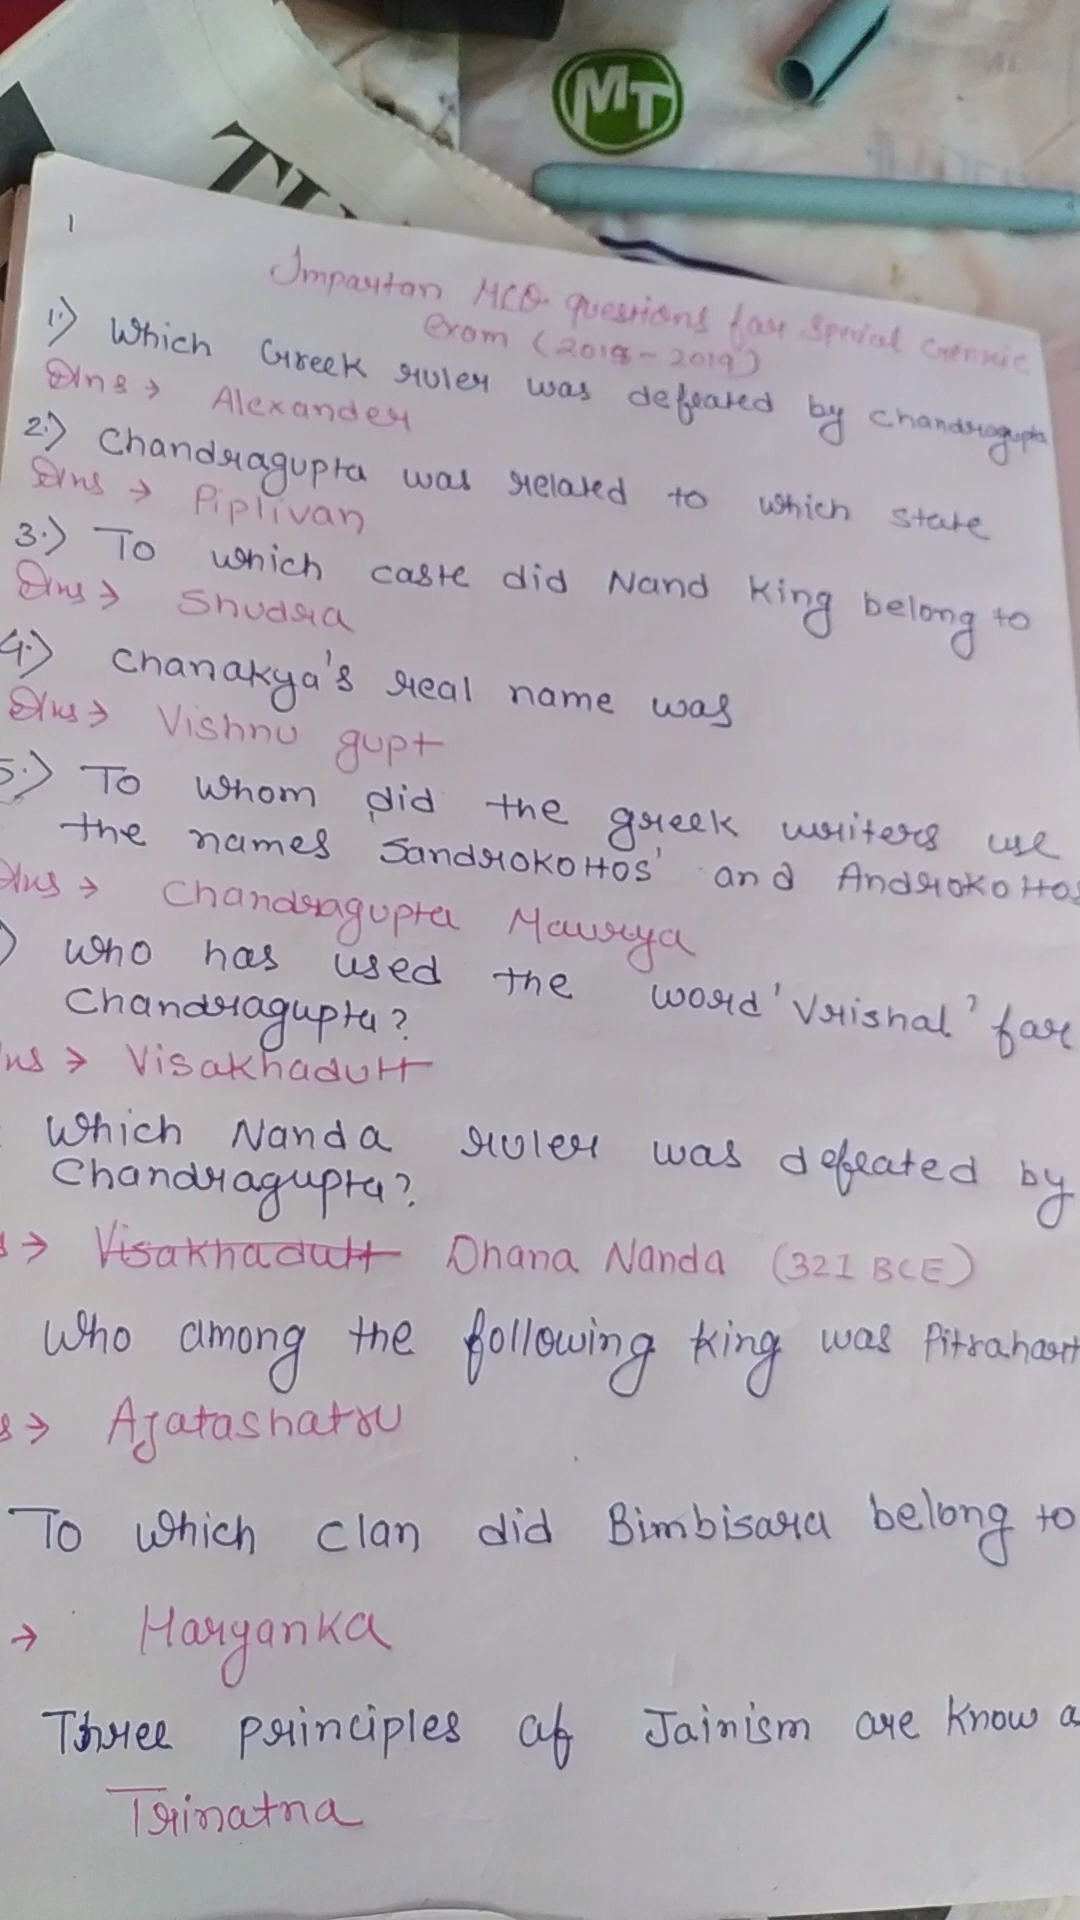 MT
1
Impartan MCQ questions far special Genric
exam (2018-2019)
1.) Which Greek ruler was defeated by chandragupta
Ans → Alexander
2.) Chandragupta was related to which state
Ans → Piplivan
3.) To which caste did Nand king belong to
Ans → Shudra
4.) Chanakya's real name was
Ans → Vishnu gupt
5.) To whom did the greek writers use
the names Sandrokottos' and Androkottos
Ans → Chandragupta Maurya
) Who has used the word 'Vrishal' far
Chandragupta?
ns → Visakhadutt
Which Nanda ruler was defeated by
Chandragupta?
s → Visakhadutt Dhana Nanda (321 BCE)
Who among the following king was Pitrahant
s → Ajatashatru
To which clan did Bimbisara belong to
→ Haryanka
Three principles of Jainism are know a
Trinatna